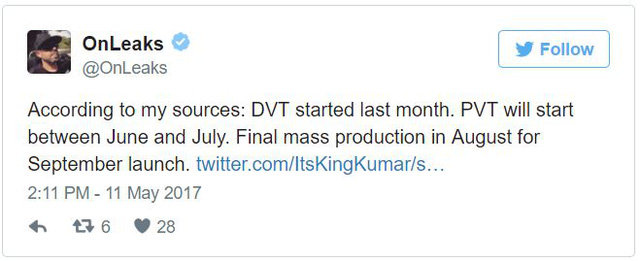 OnLeaks
@OnLeaks
Follow
According to my sources: DVT started last month. PVT will start
between June and July. Final mass production in August for
September launch. twitter.com/ItsKingKumar/s…
2:11 PM - 11 May 2017
6 28